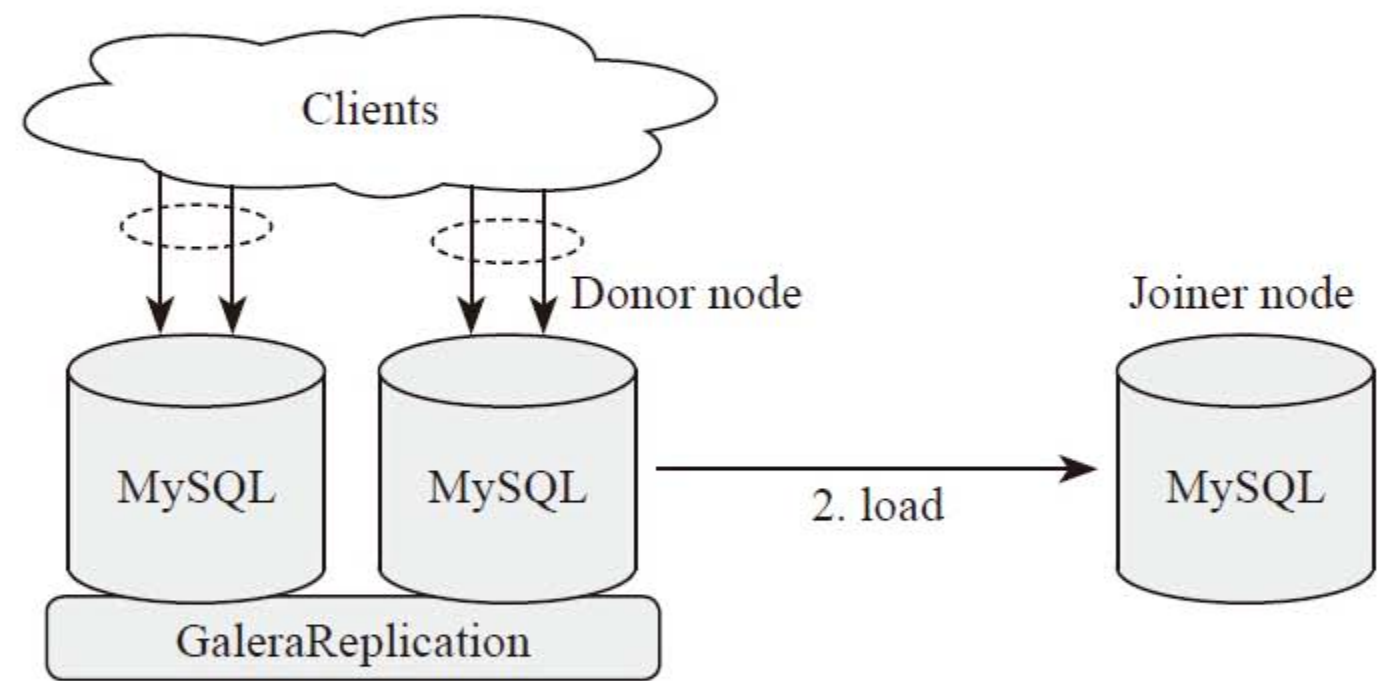 Clients
Donor node
Joiner node
MySQL
MySQL
2. load
MySQL
GaleraReplication